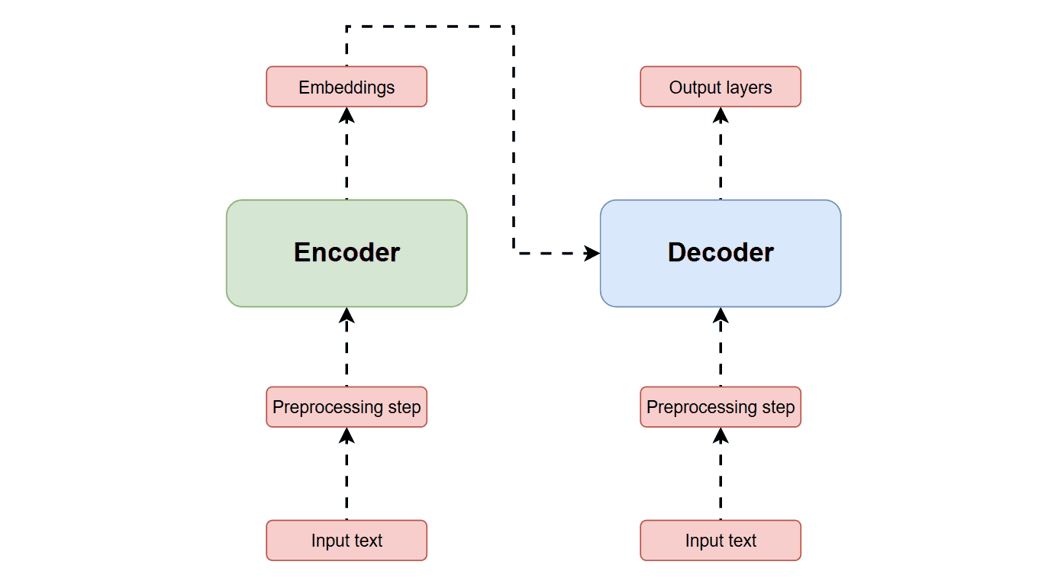 Embeddings
Output layers
Encoder
Decoder
Preprocessing step
Preprocessing step
Input text
Input text